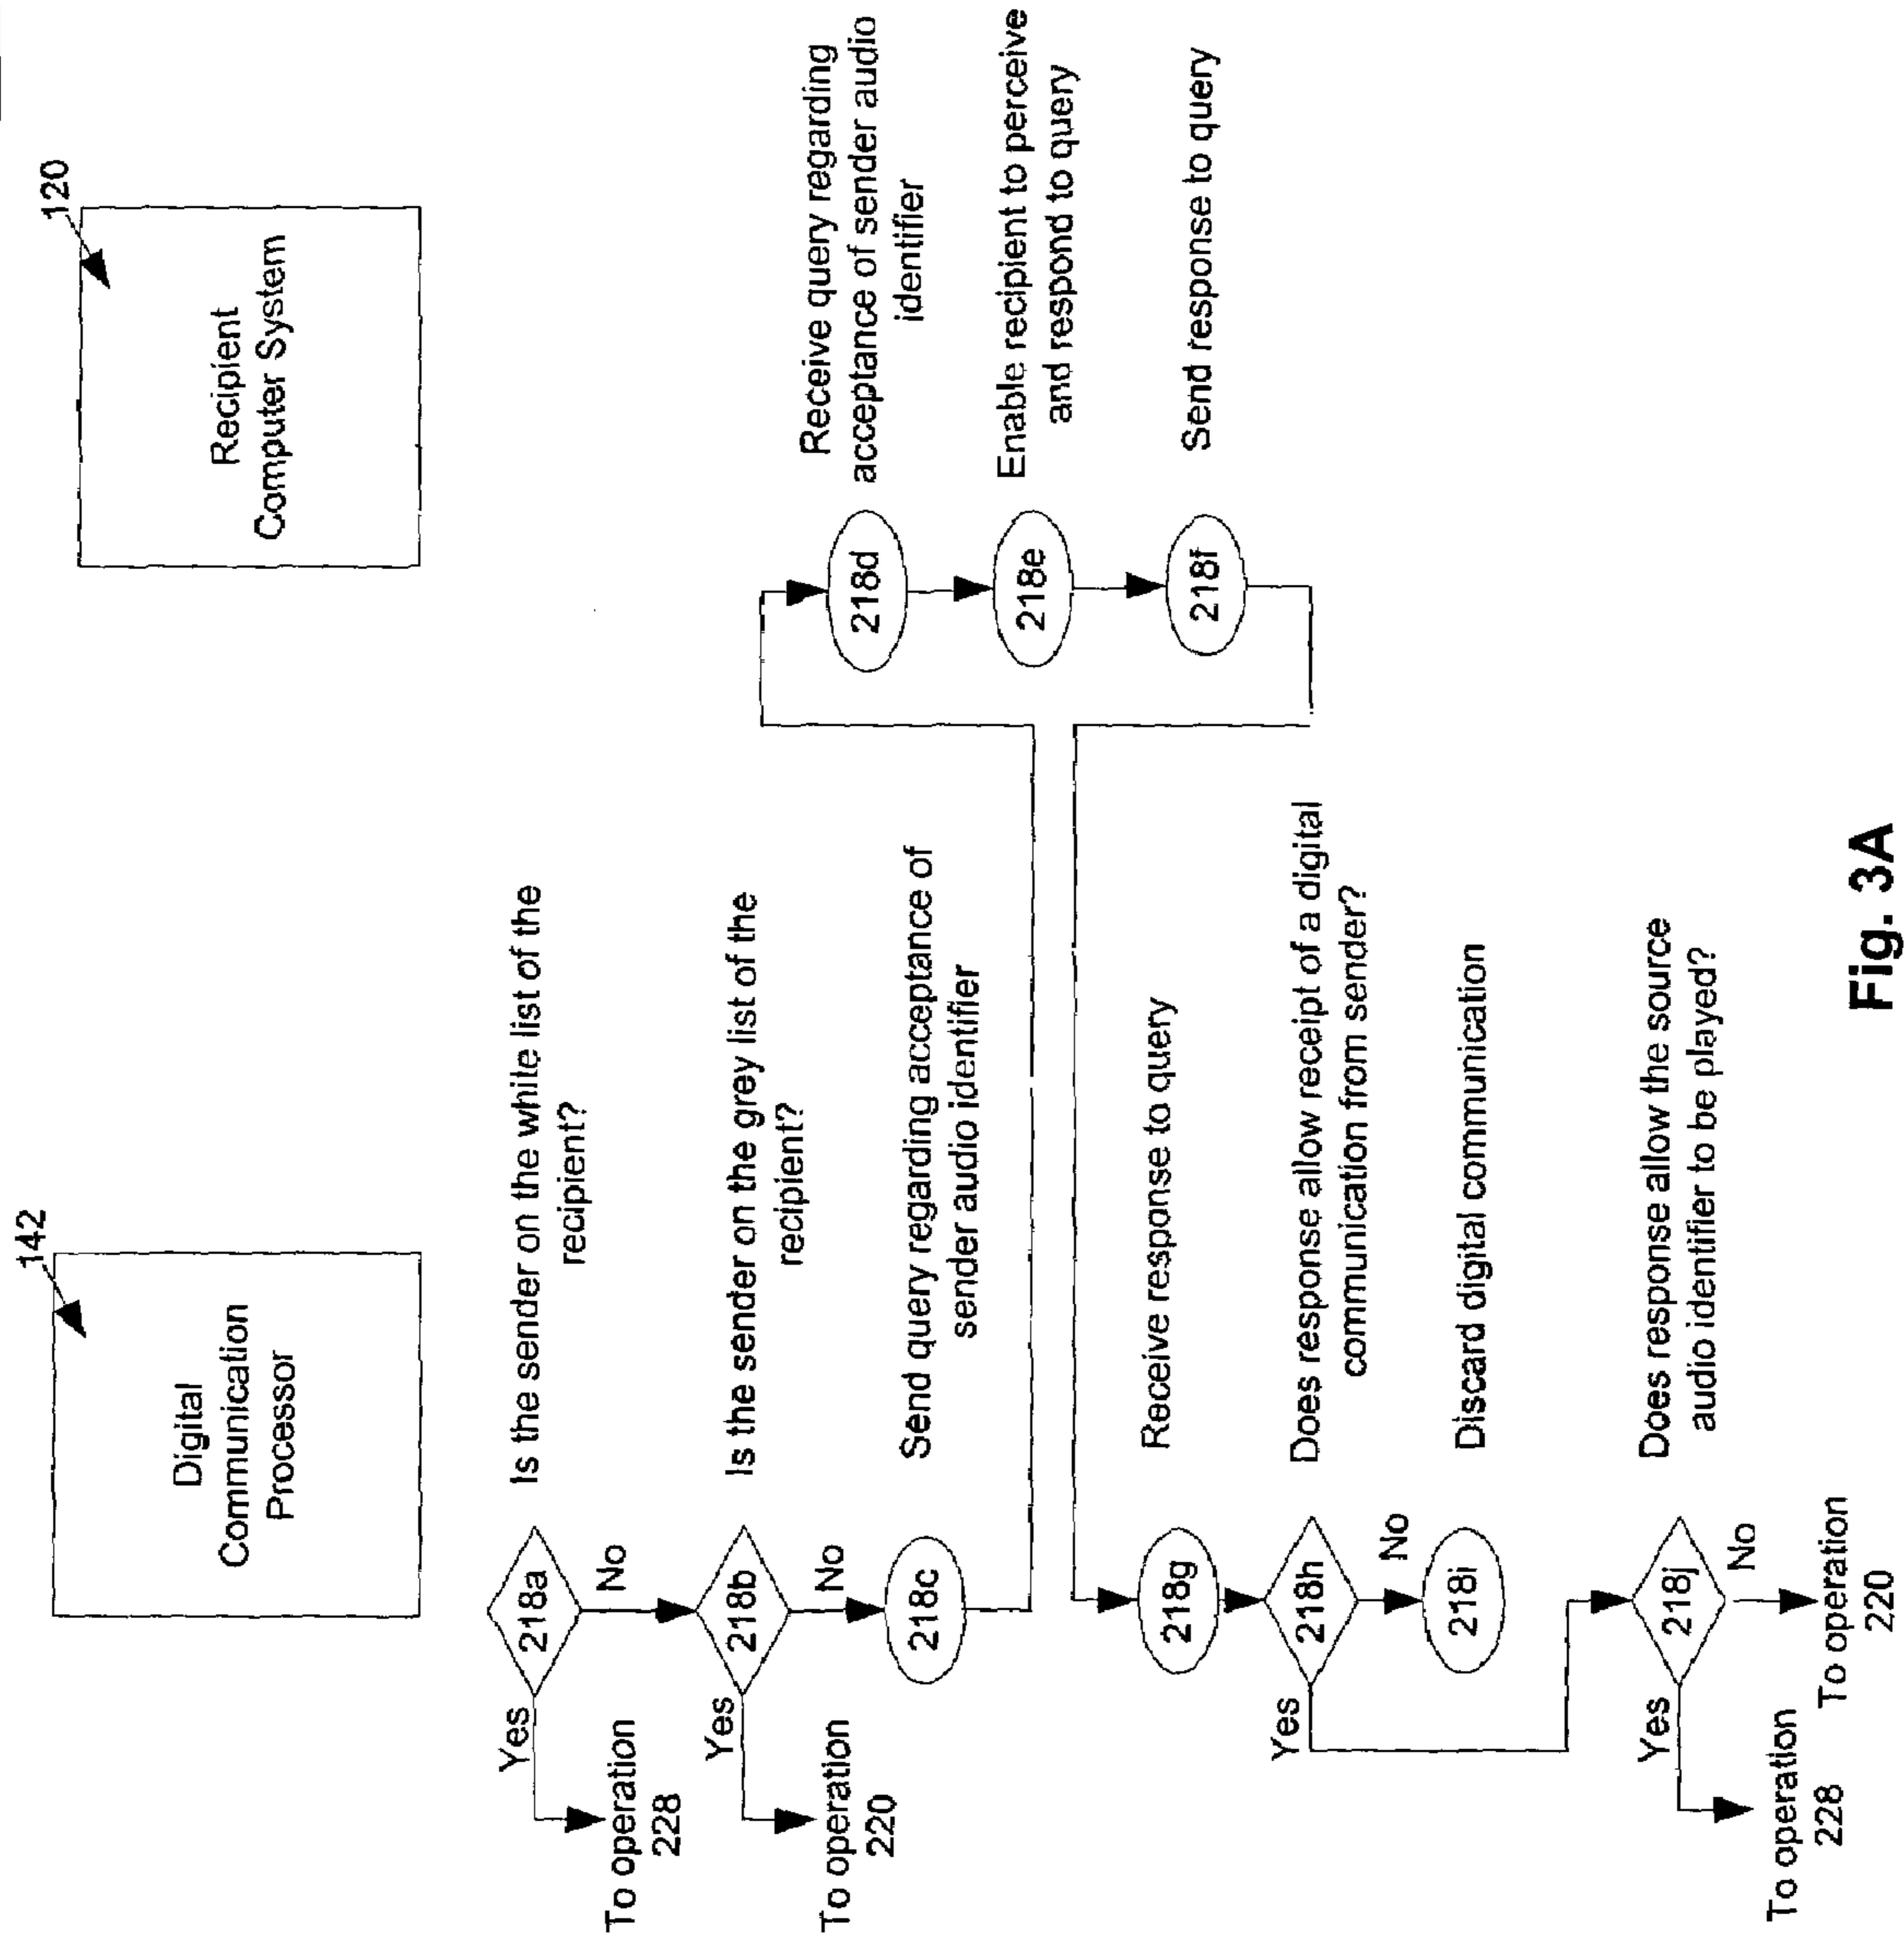 142
Digital
Communication
Processor
120
Recipient
Computer System
218a
Is the sender on the white list of the
recipient?
Yes
No
To operation
228
218b
Is the sender on the grey list of the
recipient?
Yes
No
To operation
220
218c
Send query regarding acceptance of
sender audio identifier
218d
Receive query regarding
acceptance of sender audio
identifier
218e
Enable recipient to perceive
and respond to query
218f
Send response to query
218g
Receive response to query
218h
Does response allow receipt of a digital
communication from sender?
Yes
No
218i
Discard digital communication
218j
Does response allow the source
audio identifier to be played?
Yes
No
To operation
228
To operation
220
Fig. 3A